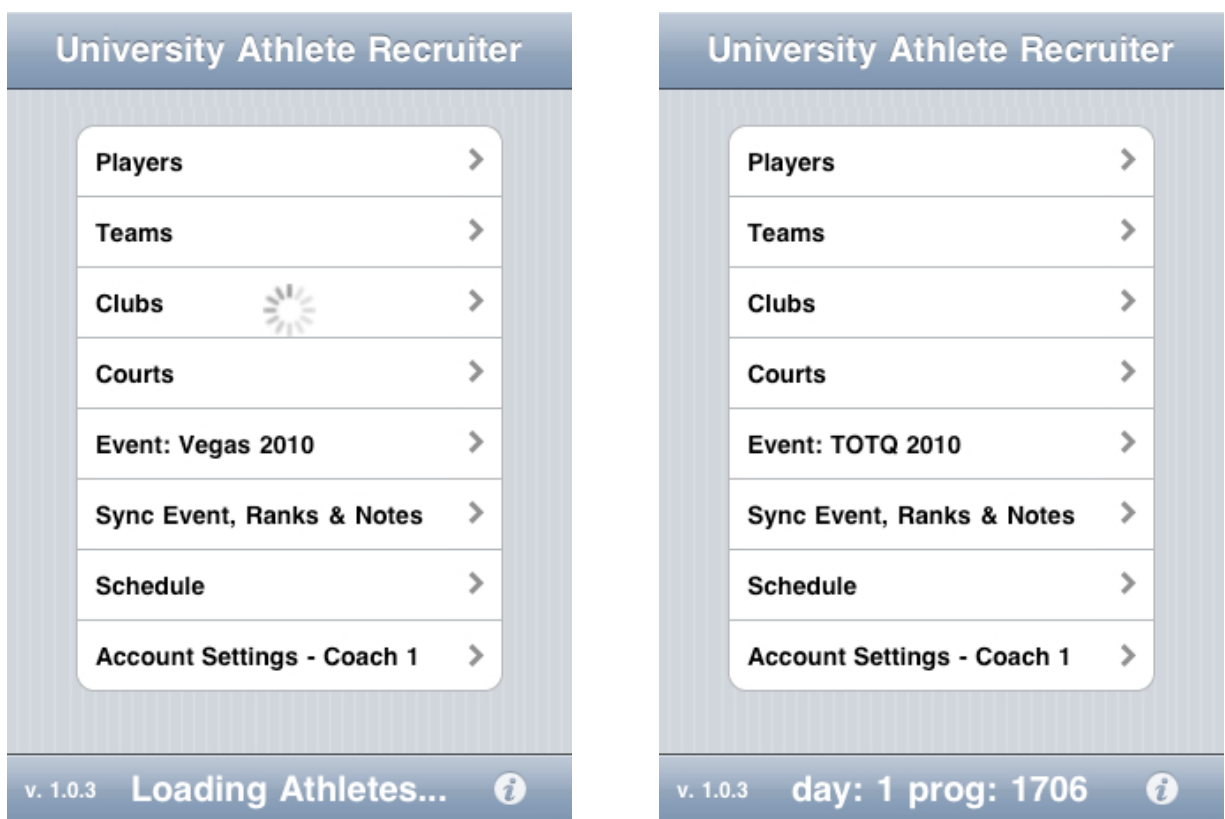 University Athlete Recruiter
Players
Teams
Clubs
Courts
Event: Vegas 2010
Sync Event, Ranks & Notes
Schedule
Account Settings - Coach 1
v. 1.0.3 Loading Athletes...
University Athlete Recruiter
Players
Teams
Clubs
Courts
Event: TOTQ 2010
Sync Event, Ranks & Notes
Schedule
Account Settings - Coach 1
v. 1.0.3 day: 1 prog: 1706